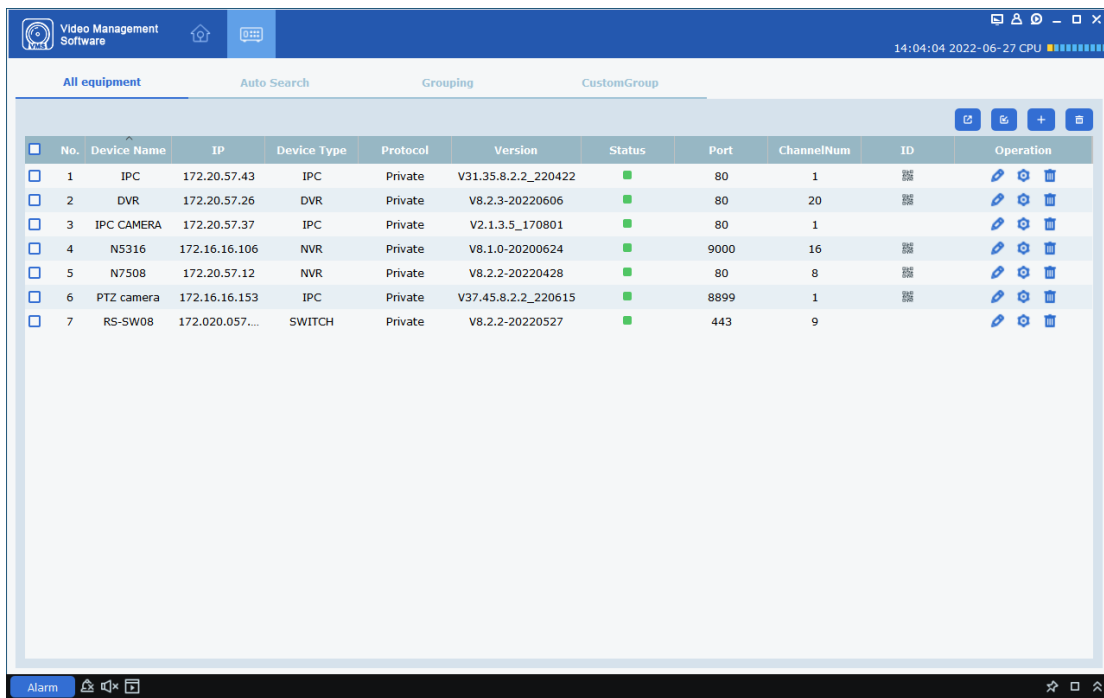 Video Management
Software
VMS
14:04:04 2022-06-27 CPU
All equipment Auto Search Grouping CustomGroup
No. Device Name IP Device Type Protocol Version Status Port ChannelNum ID Operation
1 IPC 172.20.57.43 IPC Private V31.35.8.2.2_220422 80 1
2 DVR 172.20.57.26 DVR Private V8.2.3-20220606 80 20
3 IPC CAMERA 172.20.57.37 IPC Private V2.1.3.5_170801 80 1
4 N5316 172.16.16.106 NVR Private V8.1.0-20200624 9000 16
5 N7508 172.20.57.12 NVR Private V8.2.2-20220428 80 8
6 PTZ camera 172.16.16.153 IPC Private V37.45.8.2.2_220615 8899 1
7 RS-SW08 172.020.057.... SWITCH Private V8.2.2-20220527 443 9
Alarm